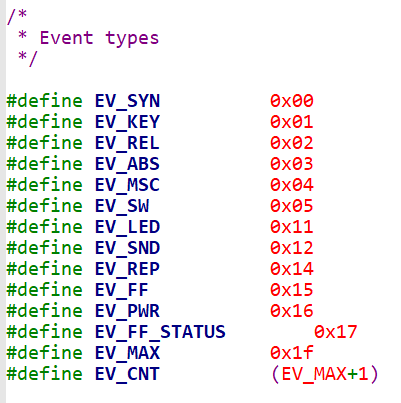 /*
 * Event types
 */

#define EV_SYN			0x00
#define EV_KEY			0x01
#define EV_REL			0x02
#define EV_ABS			0x03
#define EV_MSC			0x04
#define EV_SW			0x05
#define EV_LED			0x11
#define EV_SND			0x12
#define EV_REP			0x14
#define EV_FF			0x15
#define EV_PWR			0x16
#define EV_FF_STATUS		0x17
#define EV_MAX			0x1f
#define EV_CNT			(EV_MAX+1)